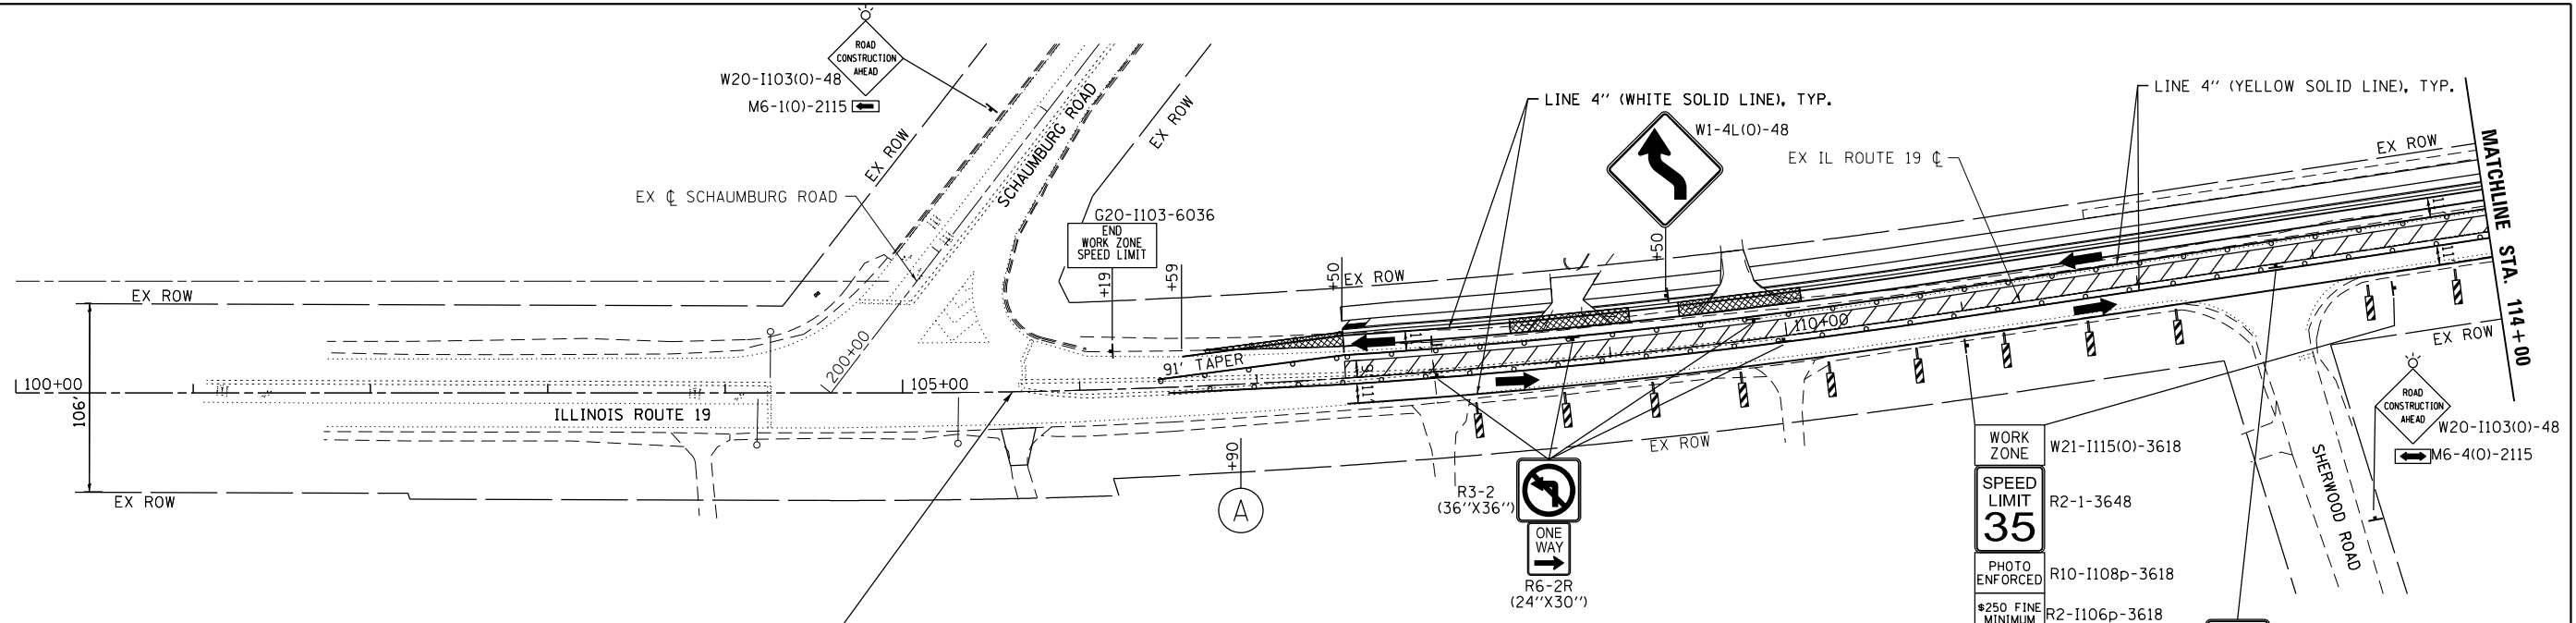 ROAD
CONSTRUCTION
AHEAD
W20-I103(O)-48
M6-1(O)-2115
EX ROW
SCHAUMBURG ROAD
EX ROW
EX ℄ SCHAUMBURG ROAD
G20-I103-6036
END
WORK ZONE
SPEED LIMIT
+19
+59
+50
LINE 4'' (WHITE SOLID LINE), TYP.
W1-4L(O)-48
+50
EX IL ROUTE 19 ℄
LINE 4'' (YELLOW SOLID LINE), TYP.
EX ROW
MATCHLINE STA. 114+00
EX ROW
EX ROW
11'
11'
11'
11'
91' TAPER
110+00
100+00
106'
200+00
105+00
ILLINOIS ROUTE 19
EX ROW
+90
A
EX ROW
R3-2
(36''X36'')
ONE
WAY
R6-2R
(24''X30'')
WORK
ZONE
W21-I115(O)-3618
SPEED
LIMIT
35
R2-1-3648
PHOTO
ENFORCED
R10-I108p-3618
$250 FINE
MINIMUM
R2-I106p-3618
SHERWOOD ROAD
EX ROW
ROAD
CONSTRUCTION
AHEAD
W20-I103(O)-48
M6-4(O)-2115